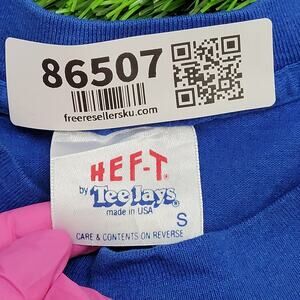 86507
freeresellersku.com
HEF-T.
by Tee Jays
made in USA
S
CARE & CONTENTS ON REVERSE